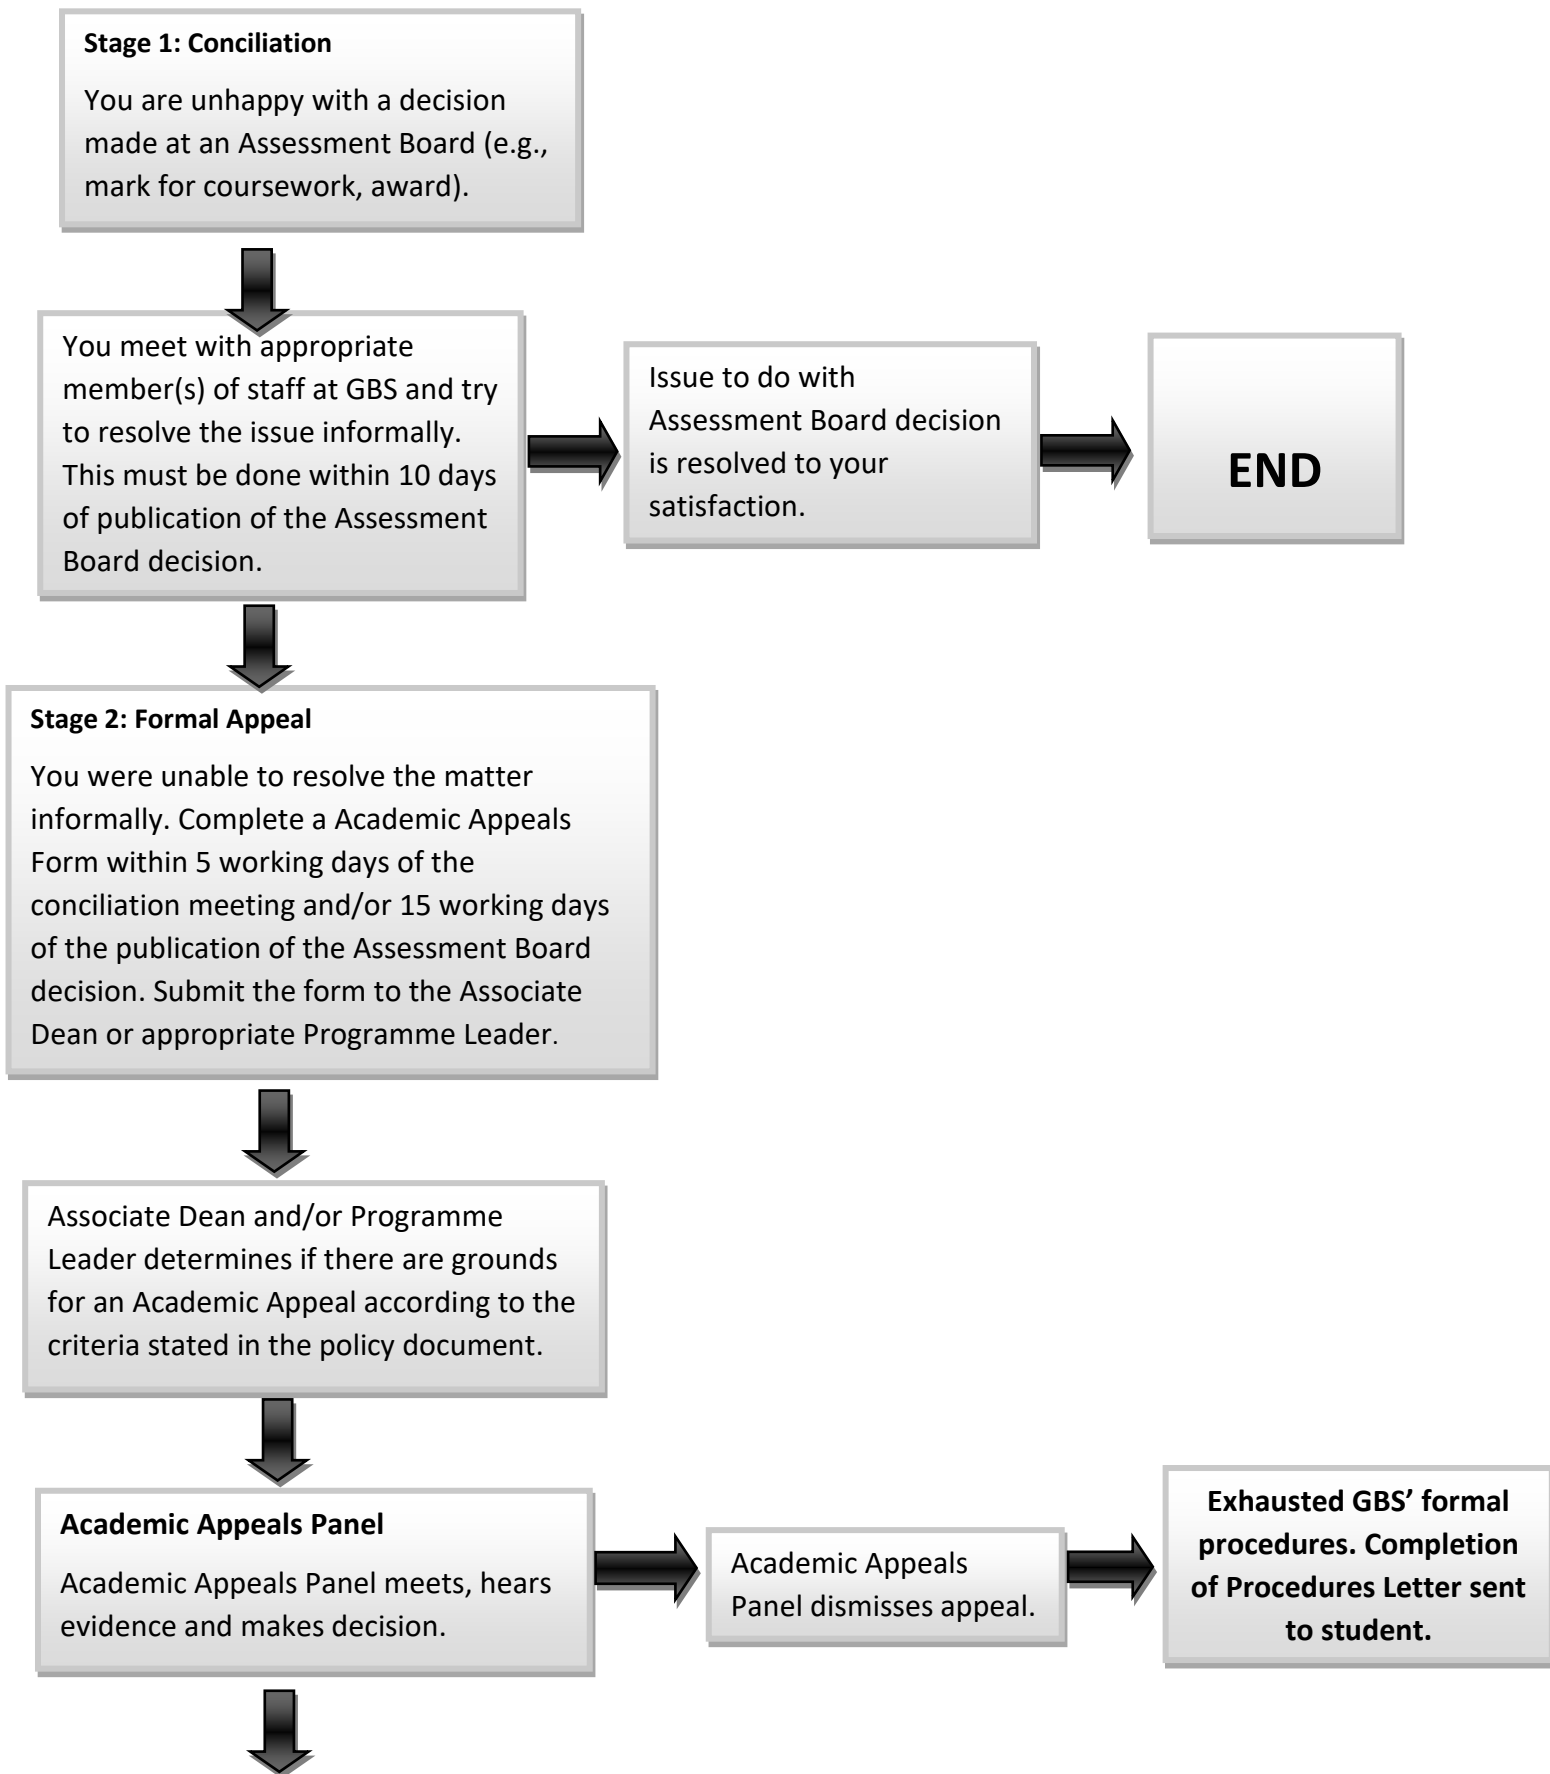 Stage 1: Conciliation
You are unhappy with a decision
made at an Assessment Board (e.g.,
mark for coursework, award).
You meet with appropriate
member(s) of staff at GBS and try
to resolve the issue informally.
This must be done within 10 days
of publication of the Assessment
Board decision.
Issue to do with
Assessment Board decision
is resolved to your
satisfaction.
END
Stage 2: Formal Appeal
You were unable to resolve the matter
informally. Complete a Academic Appeals
Form within 5 working days of the
conciliation meeting and/or 15 working days
of the publication of the Assessment Board
decision. Submit the form to the Associate
Dean or appropriate Programme Leader.
Associate Dean and/or Programme
Leader determines if there are grounds
for an Academic Appeal according to the
criteria stated in the policy document.
Academic Appeals Panel
Academic Appeals Panel meets, hears
evidence and makes decision.
Academic Appeals
Panel dismisses appeal.
Exhausted GBS’ formal
procedures. Completion
of Procedures Letter sent
to student.